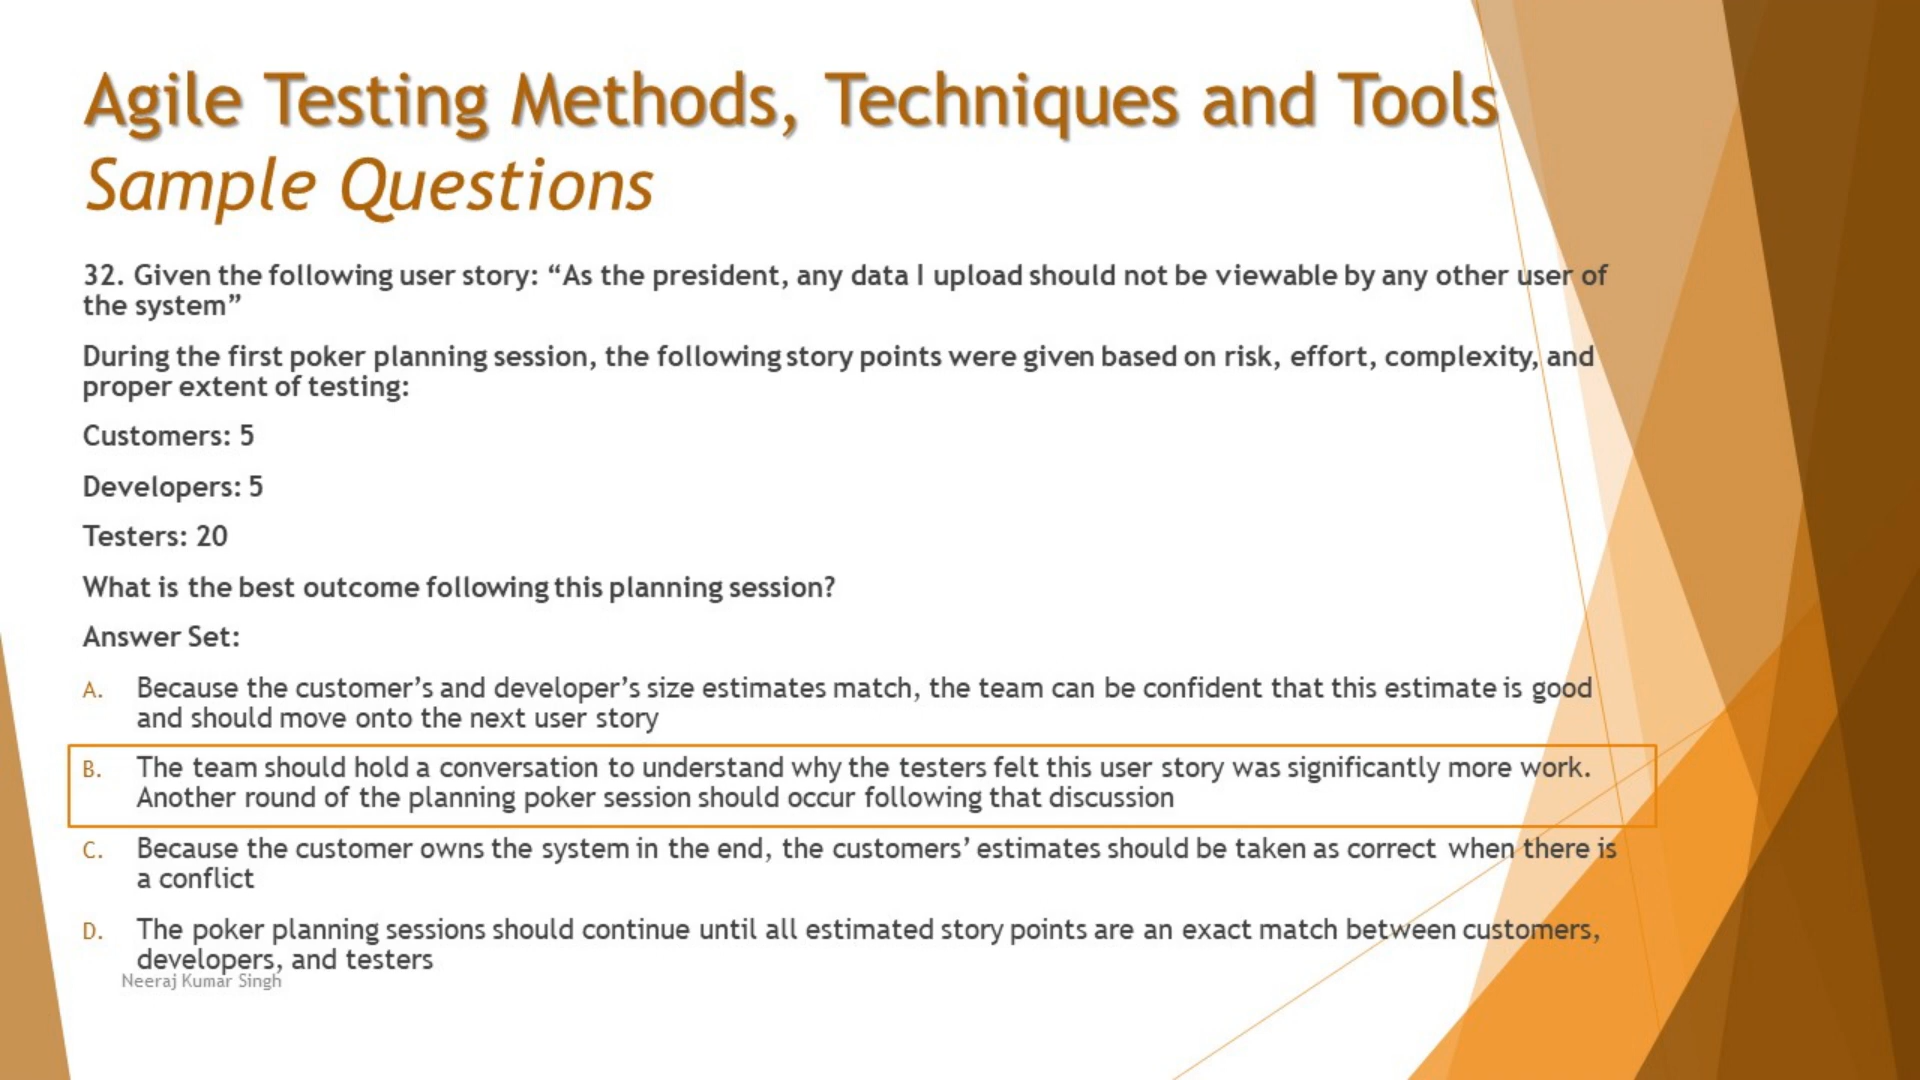 Agile Testing Methods, Techniques and Tools
Sample Questions
32. Given the following user story: “As the president, any data I upload should not be viewable by any other user of
the system”
During the first poker planning session, the following story points were given based on risk, effort, complexity, and
proper extent of testing:
Customers: 5
Developers: 5
Testers: 20
What is the best outcome following this planning session?
Answer Set:
A. Because the customer’s and developer’s size estimates match, the team can be confident that this estimate is good
and should move onto the next user story
B. The team should hold a conversation to understand why the testers felt this user story was significantly more work.
Another round of the planning poker session should occur following that discussion
C. Because the customer owns the system in the end, the customers’ estimates should be taken as correct when there is
a conflict
D. The poker planning sessions should continue until all estimated story points are an exact match between customers,
developers, and testers
Neeraj Kumar Singh